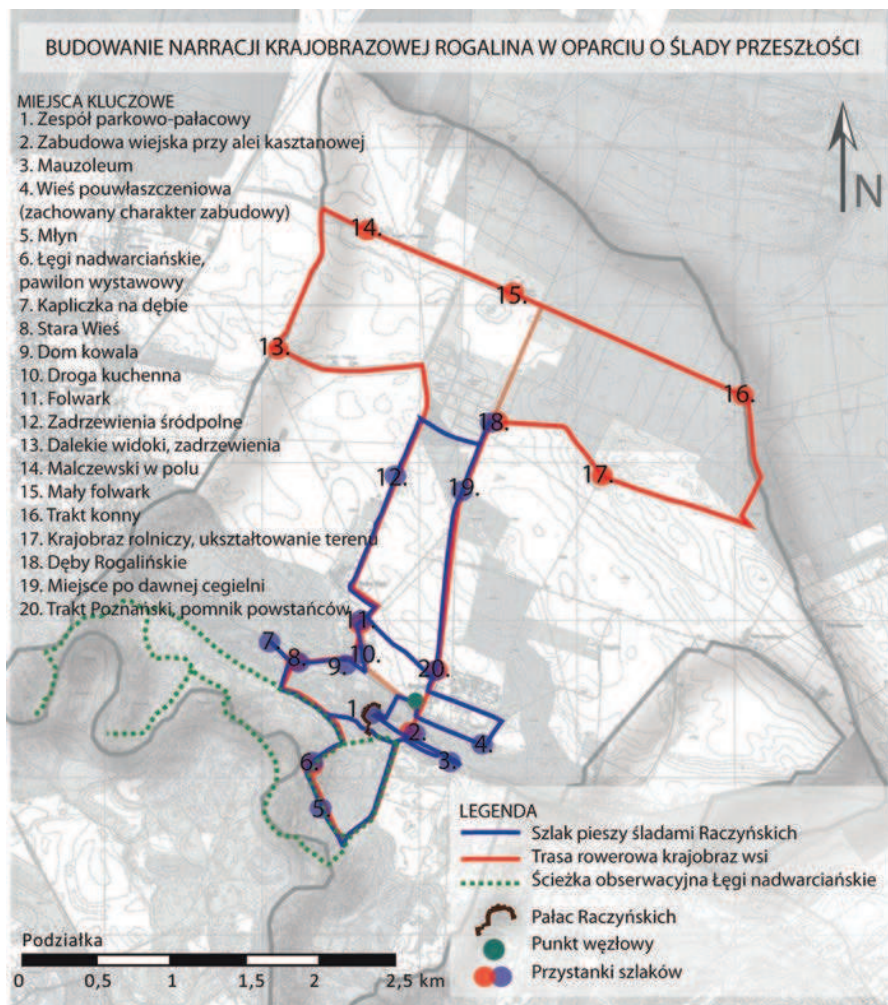 BUDOWANIE NARRACJI KRAJOBRAZOWEJ ROGALINA W OPARCIU O ŚLADY PRZESZŁOŚCI
MIEJSCA KLUCZOWE
1. Zespół parkowo-pałacowy
2. Zabudowa wiejska przy alei kasztanowej
3. Mauzoleum
4. Wieś pouwłaszczeniowa
(zachowany charakter zabudowy)
5. Młyn
6. Łęgi nadwarciańskie,
pawilon wystawowy
7. Kapliczka na dębie
8. Stara Wieś
9. Dom kowala
10. Droga kuchenna
11. Folwark
12. Zadrzewienia śródpolne
13. Dalekie widoki, zadrzewienia
14. Malczewski w polu
15. Mały folwark
16. Trakt konny
17. Krajobraz rolniczy, ukształtowanie terenu
18. Dęby Rogalińskie
19. Miejsce po dawnej cegielni
20. Trakt Poznański, pomnik powstańców
N
14.
15.
13.
16.
18.
17.
12.
19.
11.
7.
10.
8.
9.
20.
1.
2.
4.
3.
6.
5.
LEGENDA
Szlak pieszy śladami Raczyńskich
Trasa rowerowa krajobraz wsi
Ścieżka obserwacyjna Łęgi nadwarciańskie
Pałac Raczyńskich
Punkt węzłowy
Przystanki szlaków
Podziałka
0 0,5 1 1,5 2 2,5 km